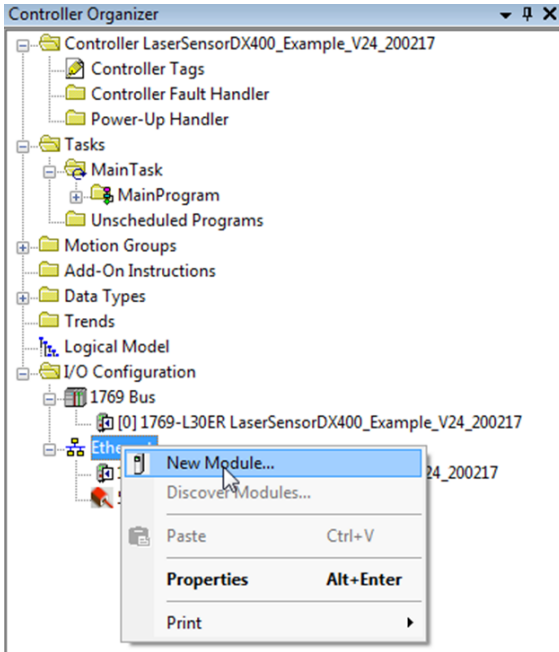 Controller Organizer
Controller LaserSensorDX400_Example_V24_200217
Controller Tags
Controller Fault Handler
Power-Up Handler
Tasks
MainTask
MainProgram
Unscheduled Programs
Motion Groups
Add-On Instructions
Data Types
Trends
Logical Model
I/O Configuration
1769 Bus
[0] 1769-L30ER LaserSensorDX400_Example_V24_200217
New Module...
24_200217
Discover Modules...
Paste Ctrl+V
Properties Alt+Enter
Print